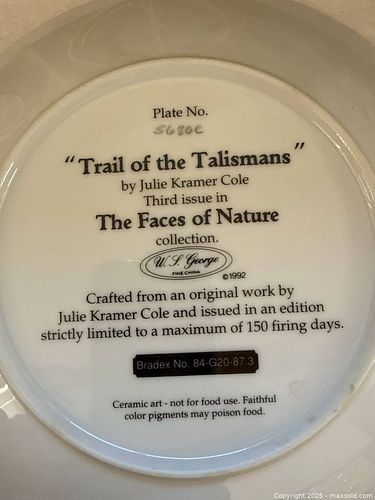 Plate No.
5680C
"Trail of the Talismans"
by Julie Kramer Cole
Third issue in
The Faces of Nature
collection.
W. S. George
FINE CHINA
©1992
Crafted from an original work by
Julie Kramer Cole and issued in an edition
strictly limited to a maximum of 150 firing days.
Bradex No. 84-G20-87.3
Ceramic art - not for food use. Faithful
color pigments may poison food.
Copyright 2025 - maxsold.com